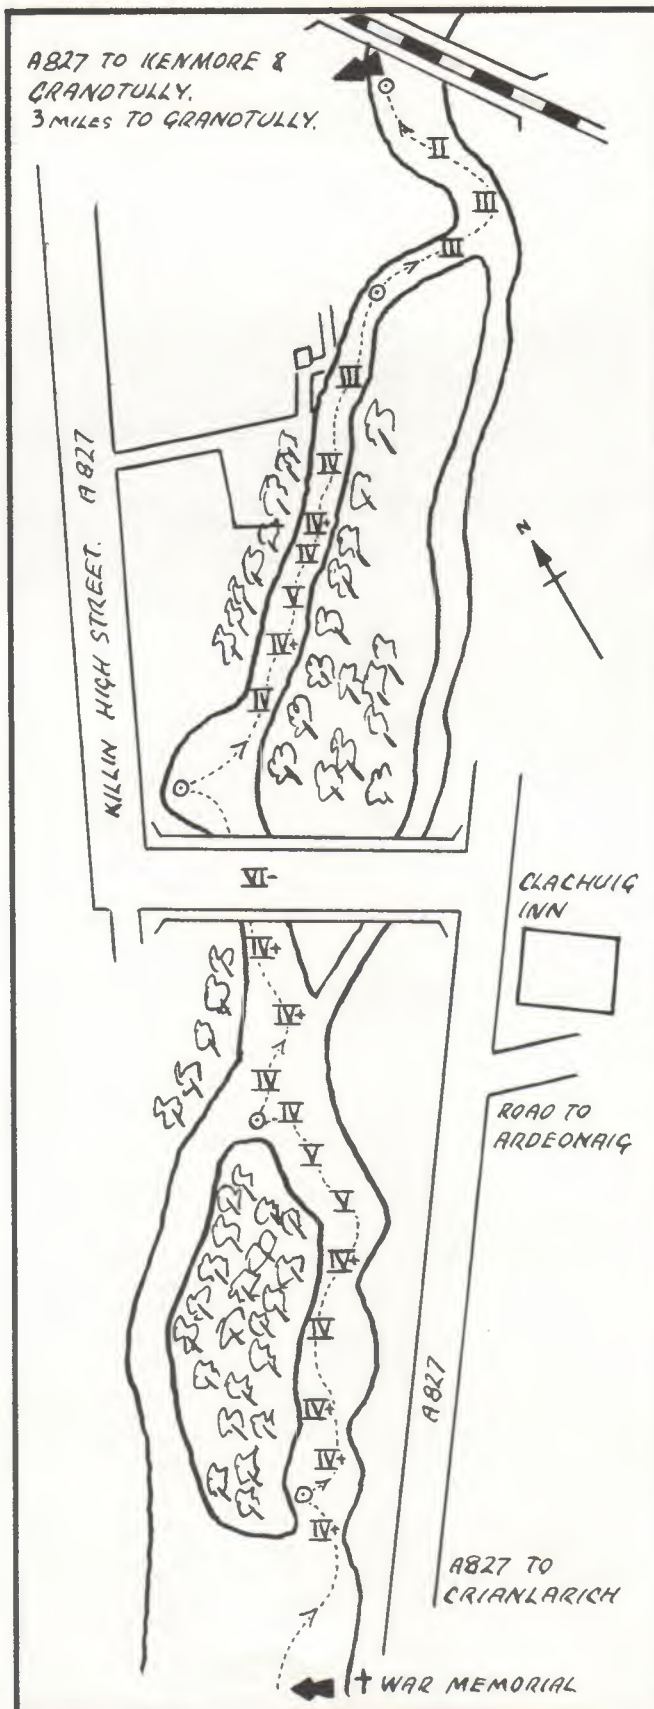 A827 TO KENMORE &
GRANDTULLY.
3 MILES TO GRANDTULLY.
II
III
III
III
IV
IV+
IV
V
IV+
IV
N
KILLIN HIGH STREET. A827
VI-
CLACHUIG
INN
IV+
IV+
IV
IV
V
V
IV+
IV
IV+
IV+
IV+
ROAD TO
ARDEONAIG
A827
A827 TO
CRIANLARICH
WAR MEMORIAL